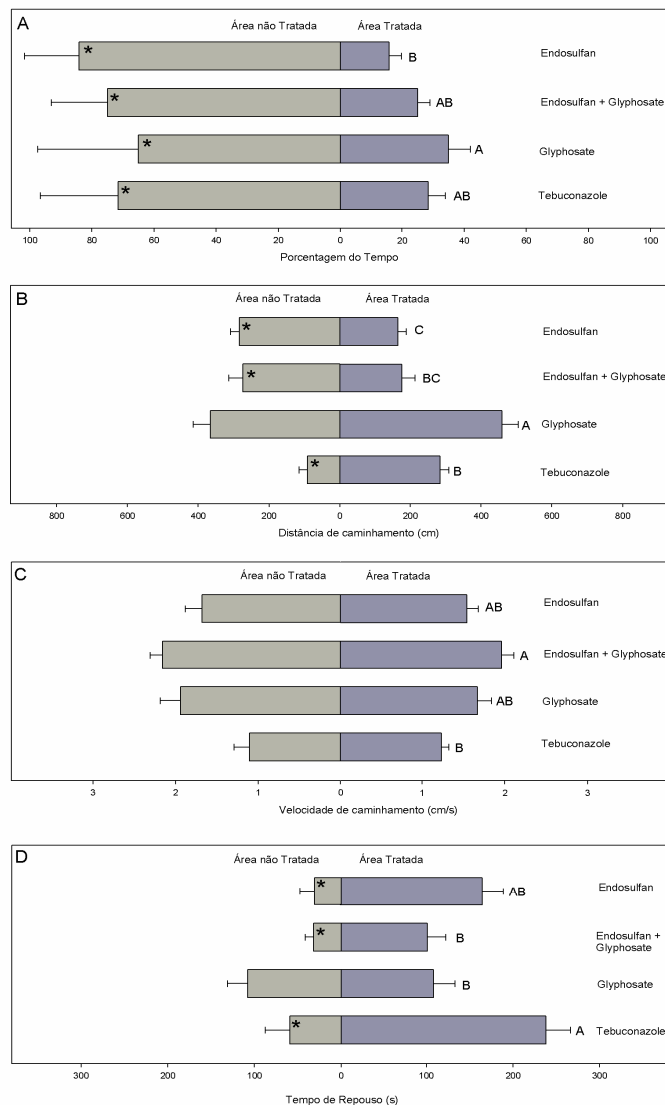 A
Área não Tratada Área Tratada
* B Endosulfan
* AB Endosulfan + Glyphosate
* A Glyphosate
* AB Tebuconazole
100 80 60 40 20 0 20 40 60 80 100
Porcentagem do Tempo
B
Área não Tratada Área Tratada
* C Endosulfan
* BC Endosulfan + Glyphosate
A Glyphosate
* B Tebuconazole
800 600 400 200 0 200 400 600 800
Distância de caminhamento (cm)
C
Área não Tratada Área Tratada
AB Endosulfan
A Endosulfan + Glyphosate
AB Glyphosate
B Tebuconazole
3 2 1 0 1 2 3
Velocidade de caminhamento (cm/s)
D
Área não Tratada Área Tratada
* AB Endosulfan
* B Endosulfan +
Glyphosate
B Glyphosate
* A Tebuconazole
300 200 100 0 100 200 300
Tempo de Repouso (s)